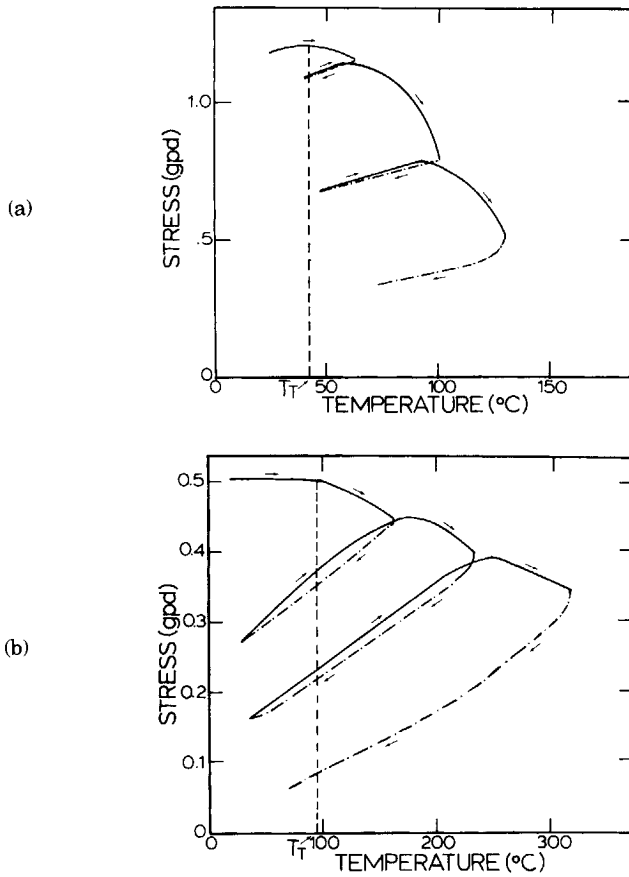 (a)
STRESS (gpd)
1.0
.5
0
0
T_T
50
100
150
TEMPERATURE (°C)
(b)
STRESS (gpd)
0.5
0.4
0.3
0.2
0.1
0
0
T_T
100
200
300
TEMPERATURE (°C)